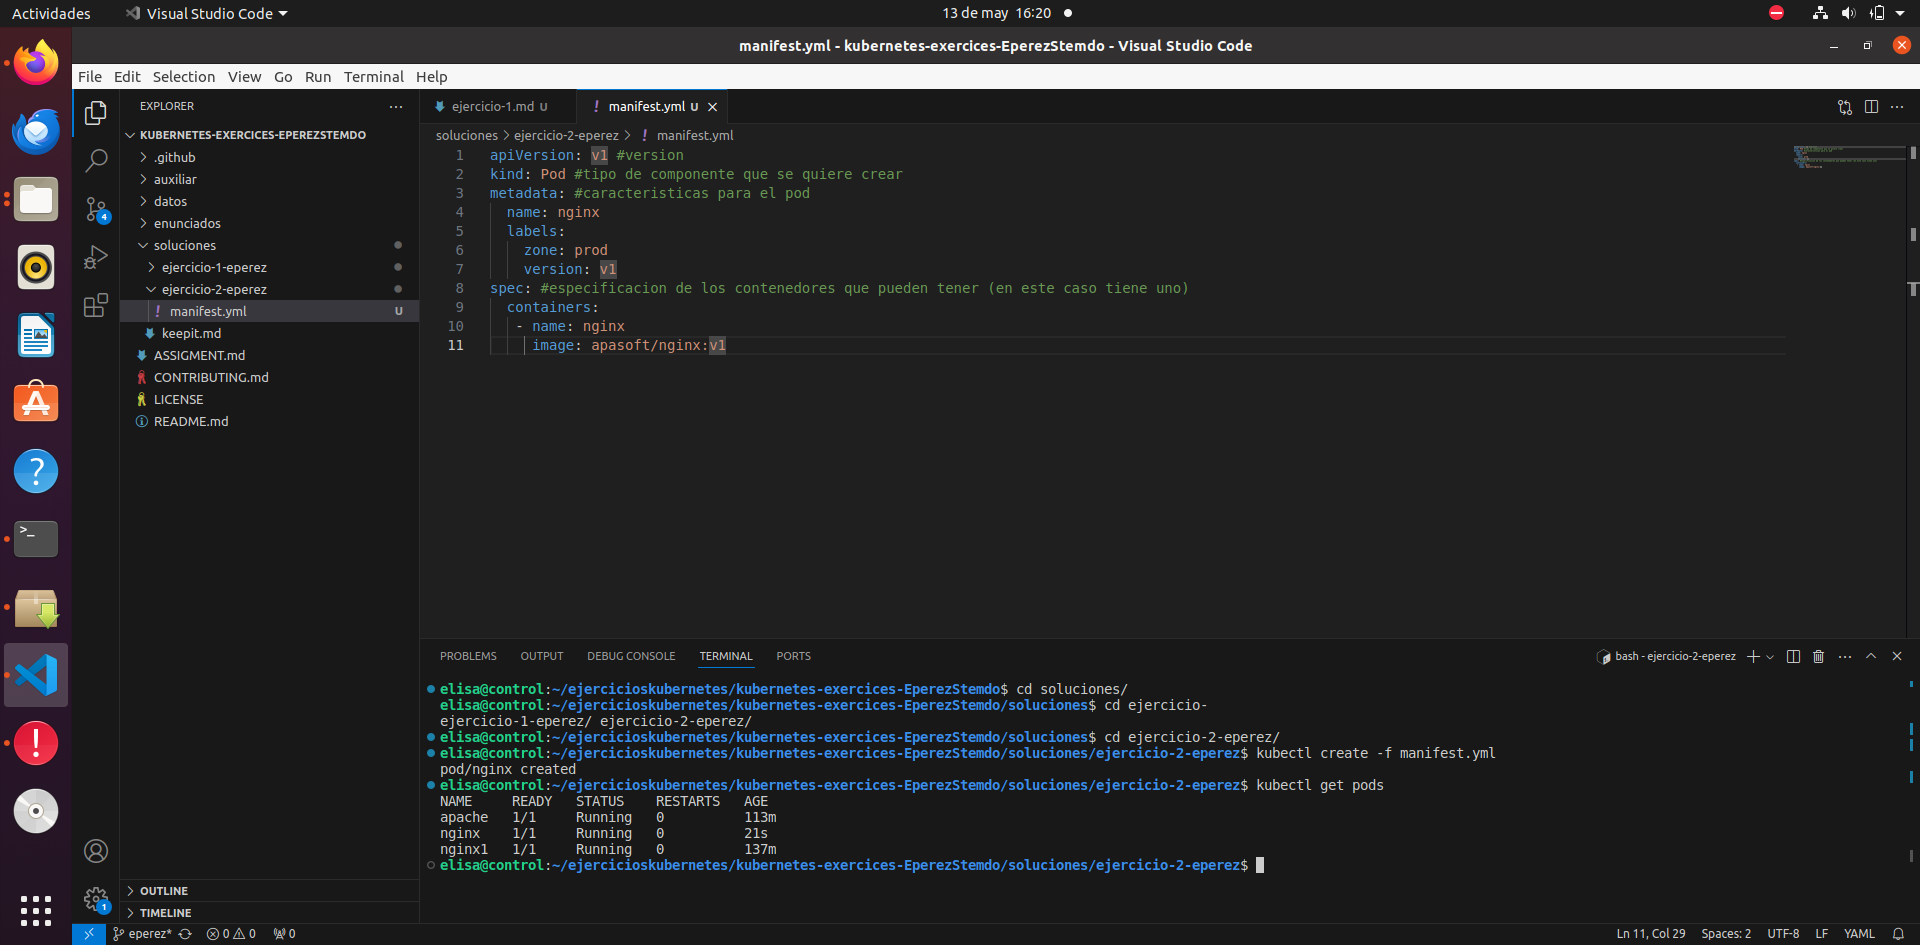 Actividades
Visual Studio Code
13 de may 16:20
manifest.yml - kubernetes-exercices-EperezStemdo - Visual Studio Code
File Edit Selection View Go Run Terminal Help
EXPLORER
KUBERNETES-EXERCICES-EPEREZSTEMDO
.github
auxiliar
datos
enunciados
soluciones
ejercicio-1-eperez
ejercicio-2-eperez
! manifest.yml U
keepit.md
ASSIGMENT.md
CONTRIBUTING.md
LICENSE
README.md
OUTLINE
TIMELINE
4
1
ejercicio-1.md U
! manifest.yml U
soluciones > ejercicio-2-eperez > ! manifest.yml
1 apiVersion: v1 #version
2 kind: Pod #tipo de componente que se quiere crear
3 metadata: #caracteristicas para el pod
4 name: nginx
5 labels:
6 zone: prod
7 version: v1
8 spec: #especificacion de los contenedores que pueden tener (en este caso tiene uno)
9 containers:
10 - name: nginx
11 image: apasoft/nginx:v1
PROBLEMS OUTPUT DEBUG CONSOLE TERMINAL PORTS
bash - ejercicio-2-eperez
elisa@control:~/ejercicioskubernetes/kubernetes-exercices-EperezStemdo$ cd soluciones/
elisa@control:~/ejercicioskubernetes/kubernetes-exercices-EperezStemdo/soluciones$ cd ejercicio-
ejercicio-1-eperez/ ejercicio-2-eperez/
elisa@control:~/ejercicioskubernetes/kubernetes-exercices-EperezStemdo/soluciones$ cd ejercicio-2-eperez/
elisa@control:~/ejercicioskubernetes/kubernetes-exercices-EperezStemdo/soluciones/ejercicio-2-eperez$ kubectl create -f manifest.yml
pod/nginx created
elisa@control:~/ejercicioskubernetes/kubernetes-exercices-EperezStemdo/soluciones/ejercicio-2-eperez$ kubectl get pods
NAME READY STATUS RESTARTS AGE
apache 1/1 Running 0 113m
nginx 1/1 Running 0 21s
nginx1 1/1 Running 0 137m
elisa@control:~/ejercicioskubernetes/kubernetes-exercices-EperezStemdo/soluciones/ejercicio-2-eperez$
eperez* 0 0 0
Ln 11, Col 29 Spaces: 2 UTF-8 LF YAML